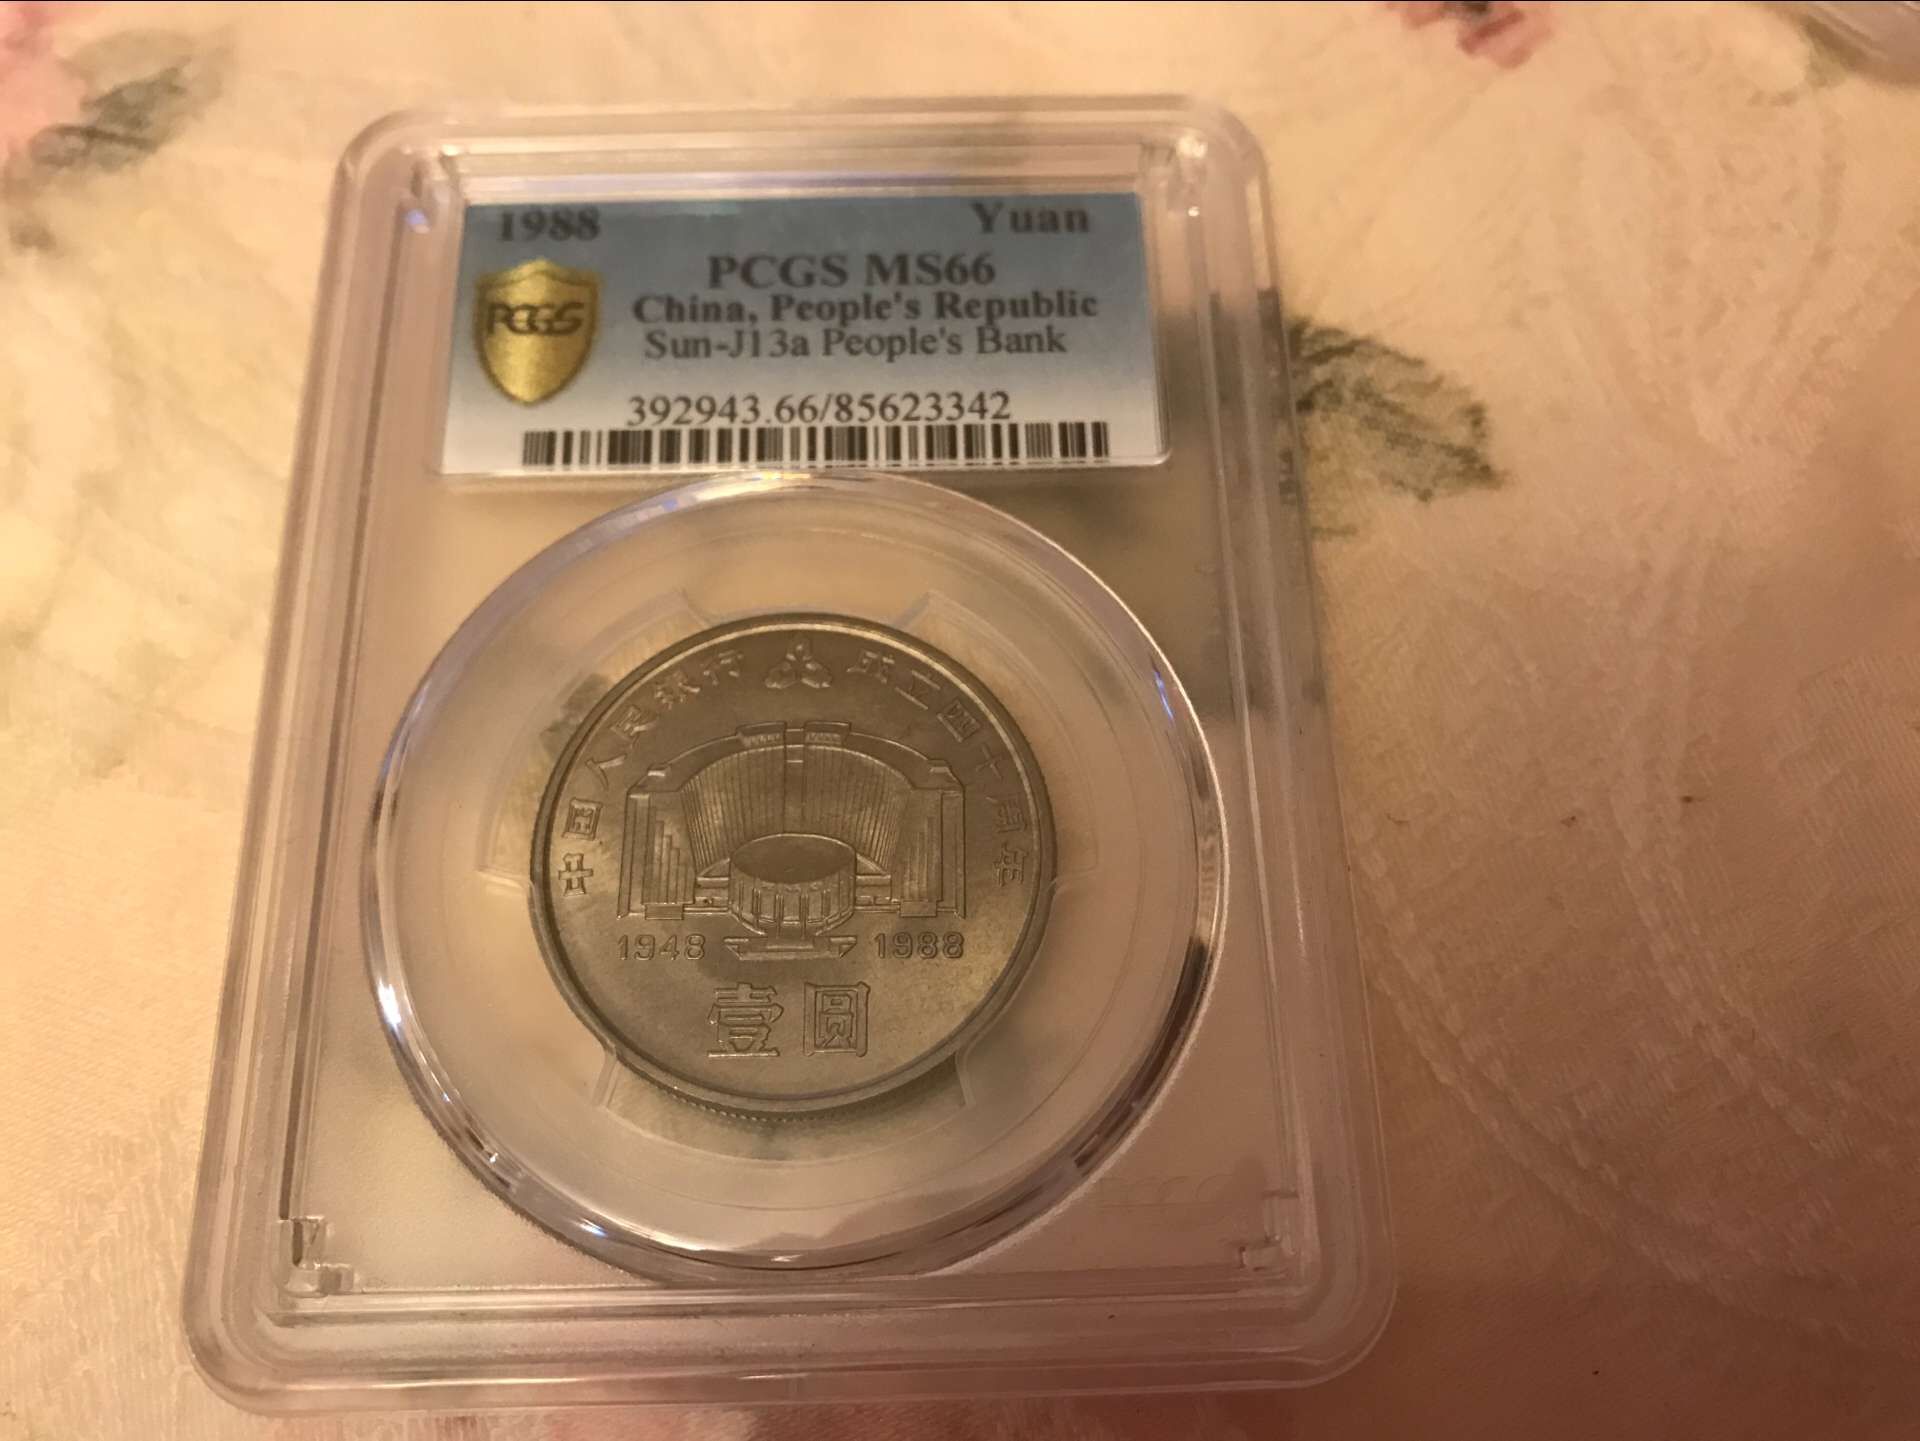 1988 Yuan
PCGS MS66
PCGS
China, People's Republic
Sun-J13a People's Bank
392943.66/85623342
中国人民银行 成立四十周年
1948 1988
壹圆